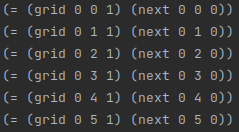 (= (grid 0 0 1) (next 0 0 0))
(= (grid 0 1 1) (next 0 1 0))
(= (grid 0 2 1) (next 0 2 0))
(= (grid 0 3 1) (next 0 3 0))
(= (grid 0 4 1) (next 0 4 0))
(= (grid 0 5 1) (next 0 5 0))